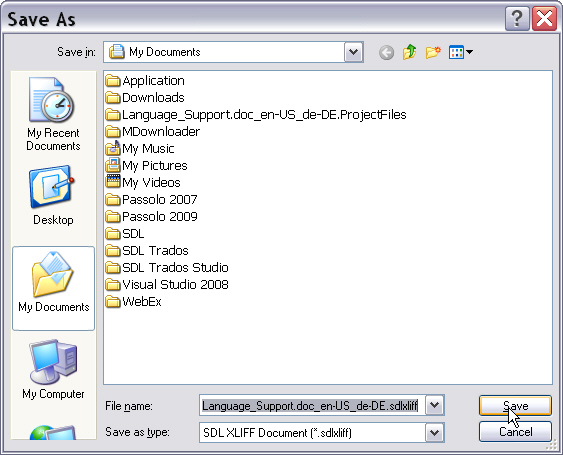 Save As
Save in:
My Documents
My Recent
Documents
Desktop
My Documents
My Computer
Application
Downloads
Language_Support.doc_en-US_de-DE.ProjectFiles
MDownloader
My Music
My Pictures
My Videos
Passolo 2007
Passolo 2009
SDL
SDL Trados
SDL Trados Studio
Visual Studio 2008
WebEx
File name:
Language_Support.doc_en-US_de-DE.sdlxliff
Save
Save as type:
SDL XLIFF Document (*.sdlxliff)
Cancel